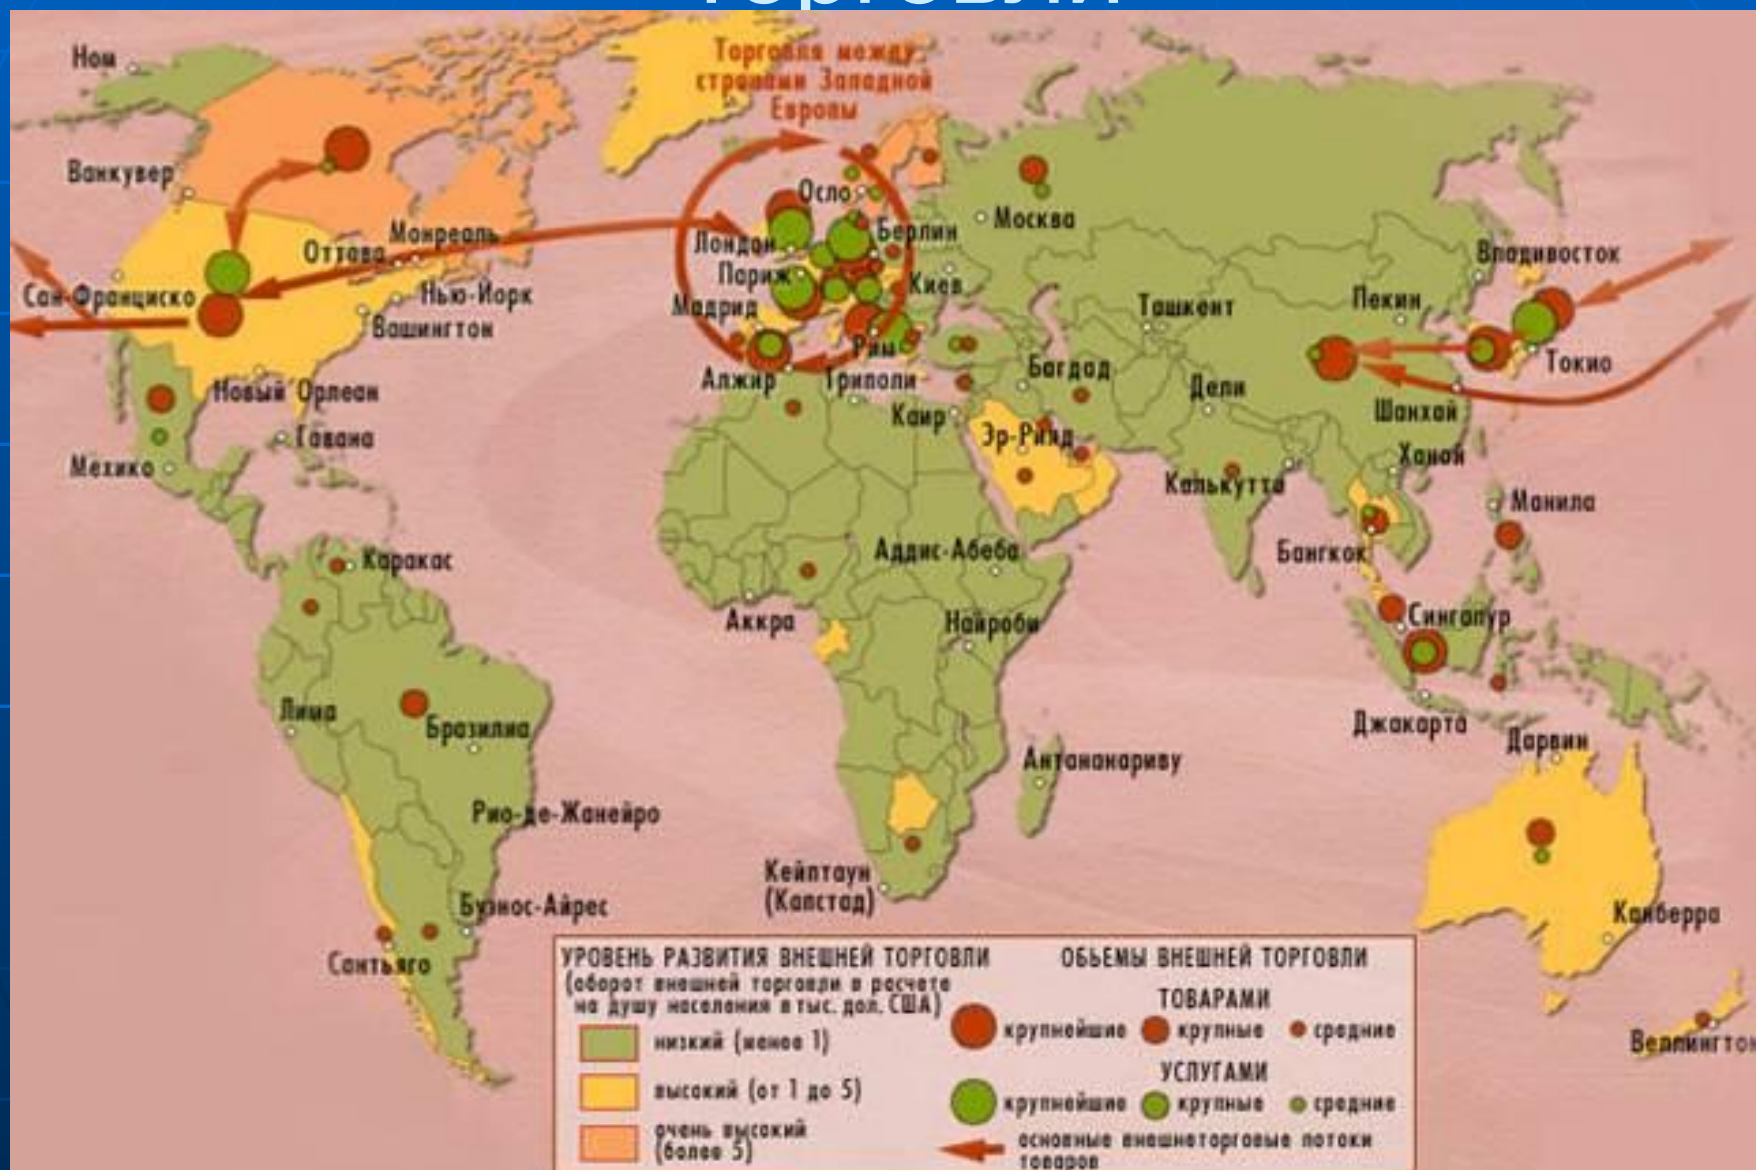 торговли
Торговля между
странами Западной
Европы
Ном
Ванкувер
Осло
Москва
Монреаль
Оттава
Лондон
Берлин
Владивосток
Париж
Сан-Франциско
Нью-Йорк
Киев
Мадрид
Ташкент
Пекин
Вашингтон
Рим
Токио
Алжир
Триполи
Багдад
Дели
Новый Орлеан
Каир
Шанхай
Гавана
Эр-Рияд
Ханой
Мехико
Калькутта
Манила
Каракас
Аддис-Абеба
Бангкок
Аккра
Найроби
Сингапур
Лима
Бразилиа
Джакарта
Дарвин
Антананариву
Рио-де-Жанейро
Кейптаун
(Капстад)
Буэнос-Айрес
Канберра
Сантьяго
Веллингтон
УРОВЕНЬ РАЗВИТИЯ ВНЕШНЕЙ ТОРГОВЛИ
(оборот внешней торговли в расчете
на душу населения в тыс. дол. США)
низкий (менее 1)
высокий (от 1 до 5)
очень высокий
(более 5)
ОБЬЕМЫ ВНЕШНЕЙ ТОРГОВЛИ
ТОВАРАМИ
крупнейшие крупные средние
УСЛУГАМИ
крупнейшие крупные средние
основные внешнеторговые потоки
товаров